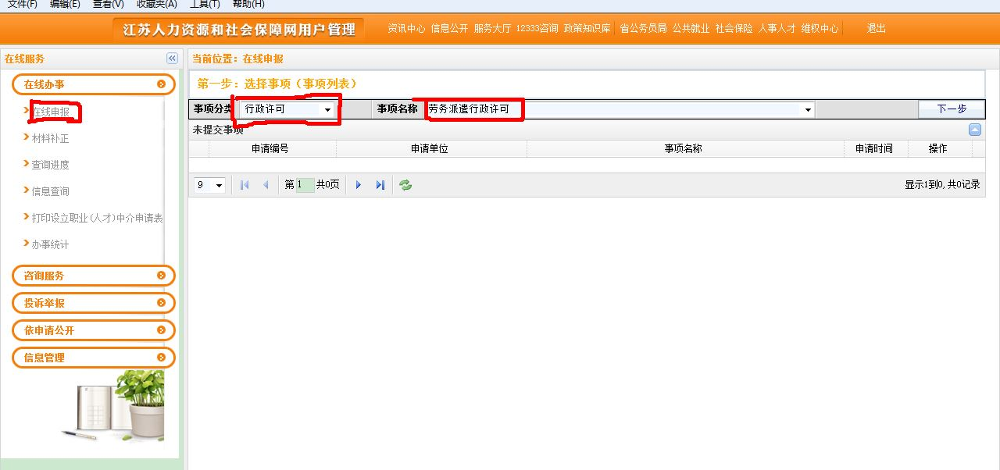 文件(F) 编辑(E) 查看(V) 收藏夹(A) 工具(T) 帮助(H)
江苏人力资源和社会保障网用户管理 资讯中心 信息公开 服务大厅 12333咨询 政策知识库 省公务员局 公共就业 社会保险 人事人才 维权中心 退出
在线服务
在线办事
在线申报
材料补正
查询进度
信息查询
打印设立职业(人才)中介申请表
办事统计
咨询服务
投诉举报
依申请公开
信息管理
当前位置：在线申报
第一步：选择事项（事项列表）
事项分类 行政许可 事项名称 劳务派遣行政许可 下一步
未提交事项
申请编号 申请单位 事项名称 申请时间 操作
9 第 1 共0页 显示1到0, 共0记录